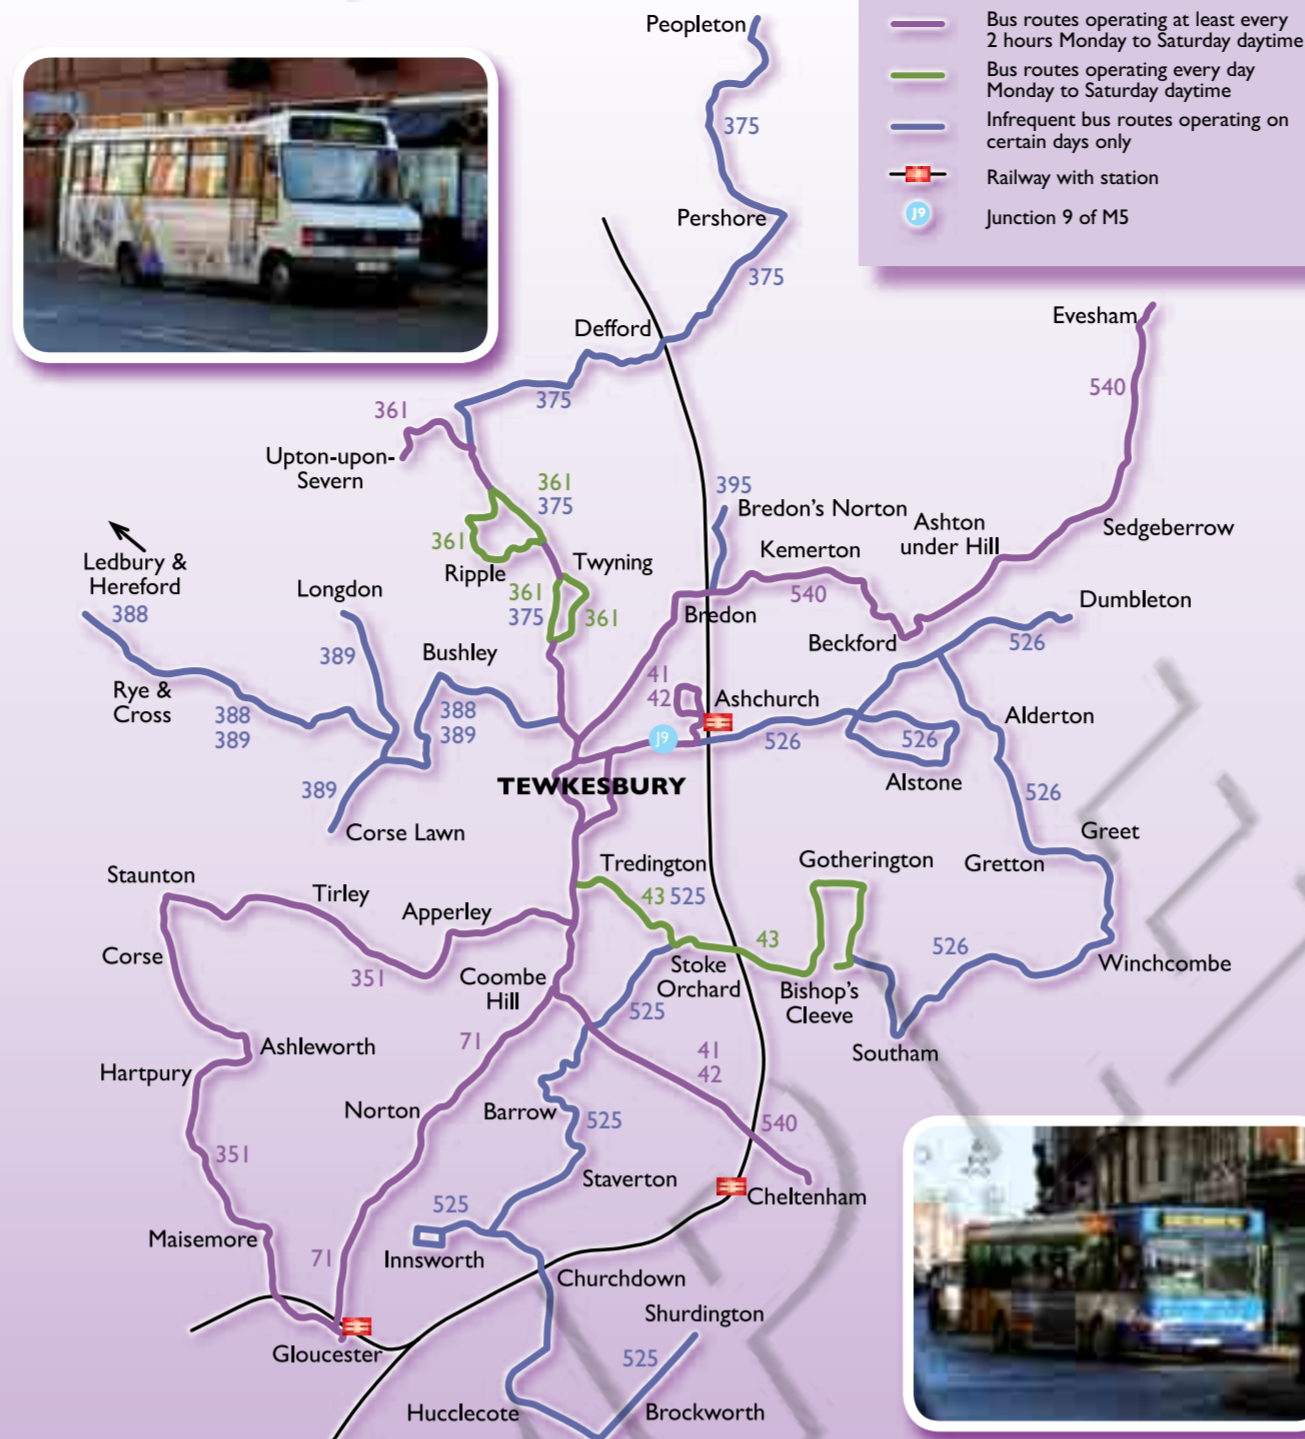 Bus routes operating at least every
2 hours Monday to Saturday daytime
Bus routes operating every day
Monday to Saturday daytime
Infrequent bus routes operating on
certain days only
Railway with station
J9
Junction 9 of M5
Peopleton
375
Pershore
375
Defford
375
Evesham
540
361
Upton-upon-
Severn
361
375
395
Bredon's Norton
Ashton
under Hill
Sedgeberrow
361
Ripple
Twyning
Kemerton
540
Ledbury &
Hereford
388
Longdon
361
375
361
Bredon
Beckford
Dumbleton
526
389
Bushley
Rye &
Cross
388
389
388
389
41
42
Ashchurch
J9
526
526
Alderton
Alstone
TEWKESBURY
389
Corse Lawn
526
Greet
Gretton
Staunton
Tirley
Apperley
Tredington
43 525
Gotherington
Corse
351
Coombe
Hill
Stoke
Orchard
43
Bishop's
Cleeve
526
Winchcombe
Southam
525
71
Ashleworth
Hartpury
41
42
Norton
Barrow
525
540
351
Staverton
Cheltenham
525
Maisemore
71
Innsworth
Churchdown
Shurdington
Gloucester
525
Hucclecote
Brockworth